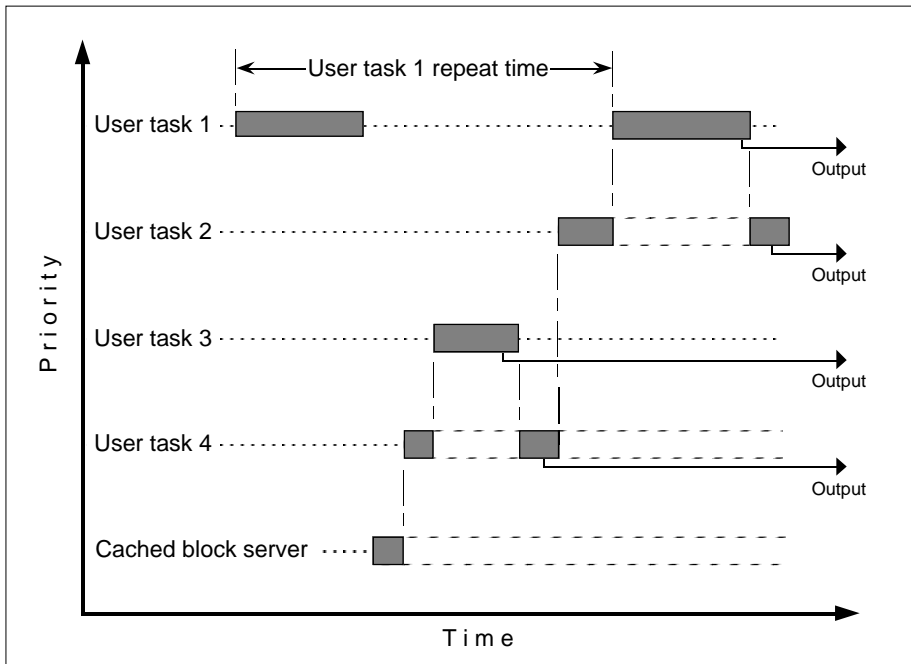 User task 1 repeat time
User task 1
Output
User task 2
Output
User task 3
Output
User task 4
Output
Cached block server
Priority
Time